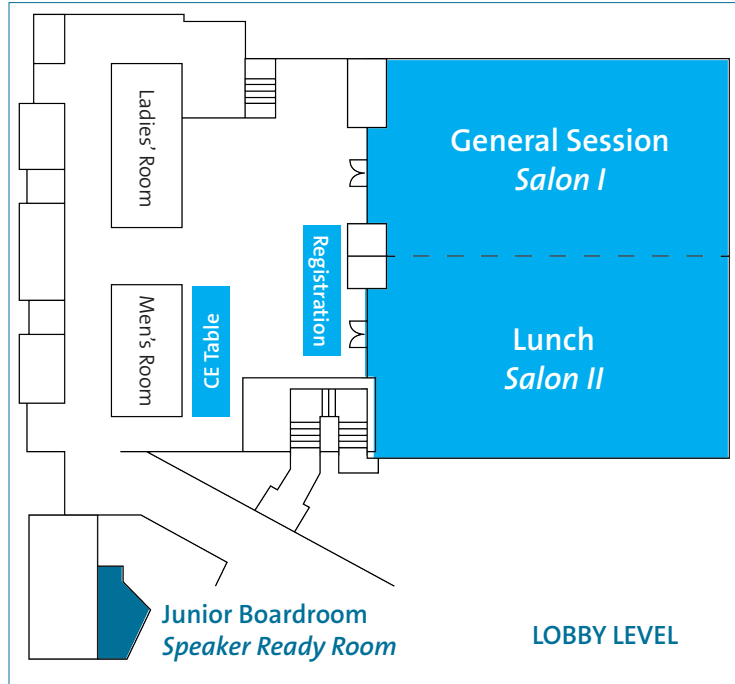 Ladies' Room
General Session
Salon I
Registration
Men's Room
CE Table
Lunch
Salon II
Junior Boardroom
Speaker Ready Room
LOBBY LEVEL